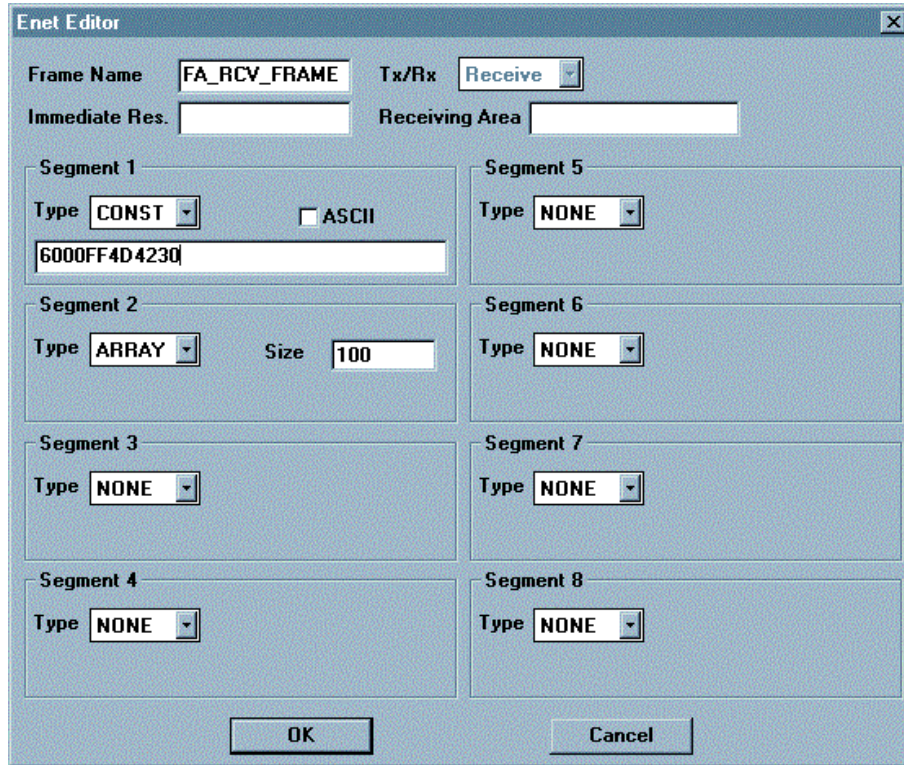 Enet Editor
Frame Name FA_RCV_FRAME Tx/Rx Receive
Immediate Res. Receiving Area
Segment 1
Type CONST ASCII
6000FF4D4230
Segment 2
Type ARRAY Size 100
Segment 3
Type NONE
Segment 4
Type NONE
Segment 5
Type NONE
Segment 6
Type NONE
Segment 7
Type NONE
Segment 8
Type NONE
OK Cancel